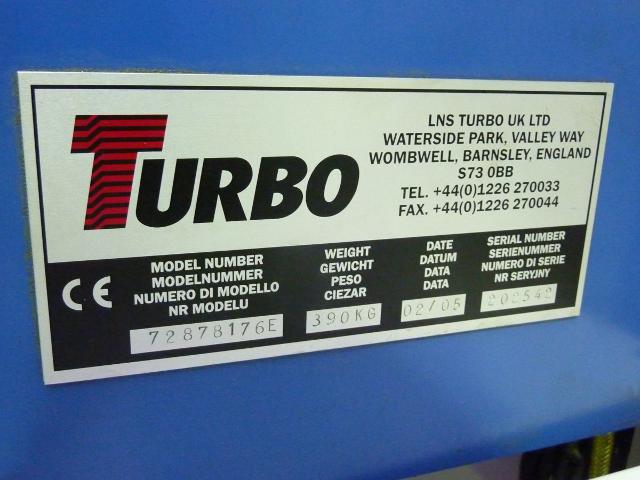 TURBO
LNS TURBO UK LTD
WATERSIDE PARK, VALLEY WAY
WOMBWELL, BARNSLEY, ENGLAND
S73 0BB
TEL. +44(0)1226 270033
FAX. +44(0)1226 270044
CE
MODEL NUMBER
MODELNUMMER
NUMERO DI MODELLO
NR MODELU
72878176E
WEIGHT
GEWICHT
PESO
CIEZAR
390KG
DATE
DATUM
DATA
DATA
02/05
SERIAL NUMBER
SERIENUMMER
NUMERO DI SERIE
NR SERYJNY
202542